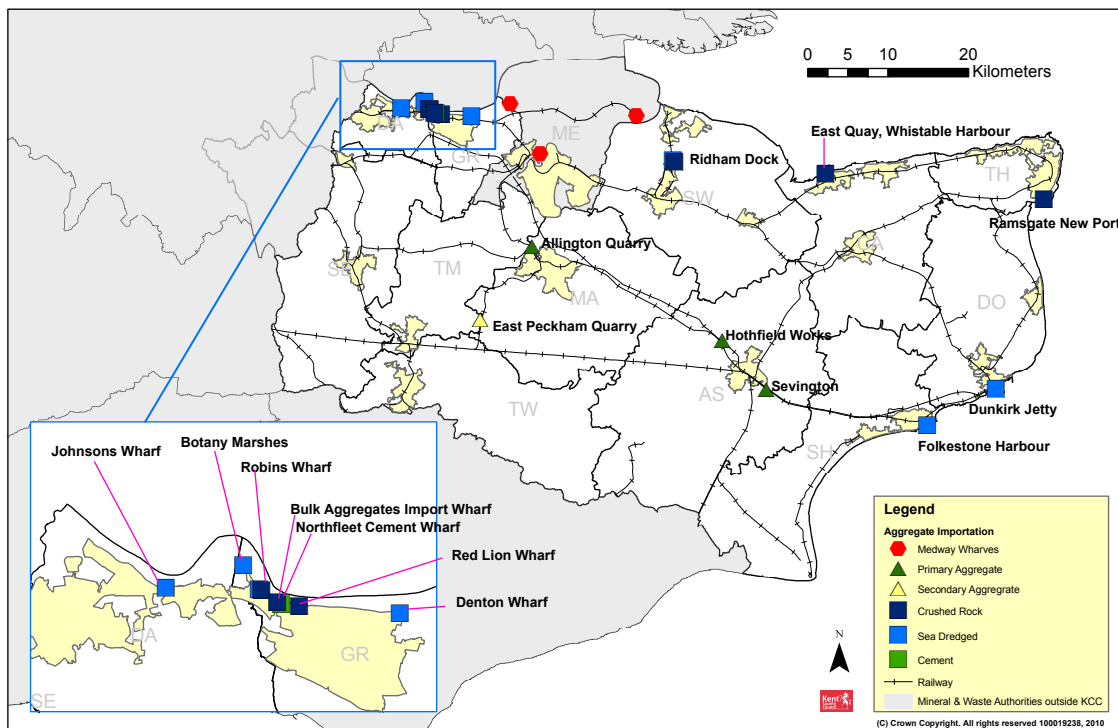 0 5 10 20
Kilometers
East Quay, Whistable Harbour
DA
ME
GR
Ridham Dock
TH
SW
Ramsgate New Port
Allington Quarry
CA
SE
TM
MA
DO
East Peckham Quarry
Hothfield Works
Sevington
AS
TW
Dunkirk Jetty
Folkestone Harbour
SH
Botany Marshes
Johnsons Wharf
Robins Wharf
Bulk Aggregates Import Wharf
Northfleet Cement Wharf
Red Lion Wharf
Denton Wharf
DA
GR
SE
Legend
Aggregate Importation
Medway Wharves
Primary Aggregate
Secondary Aggregate
Crushed Rock
Sea Dredged
Cement
Railway
Mineral & Waste Authorities outside KCC
N
Kent
County
Council
(C) Crown Copyright. All rights reserved 100019238, 2010